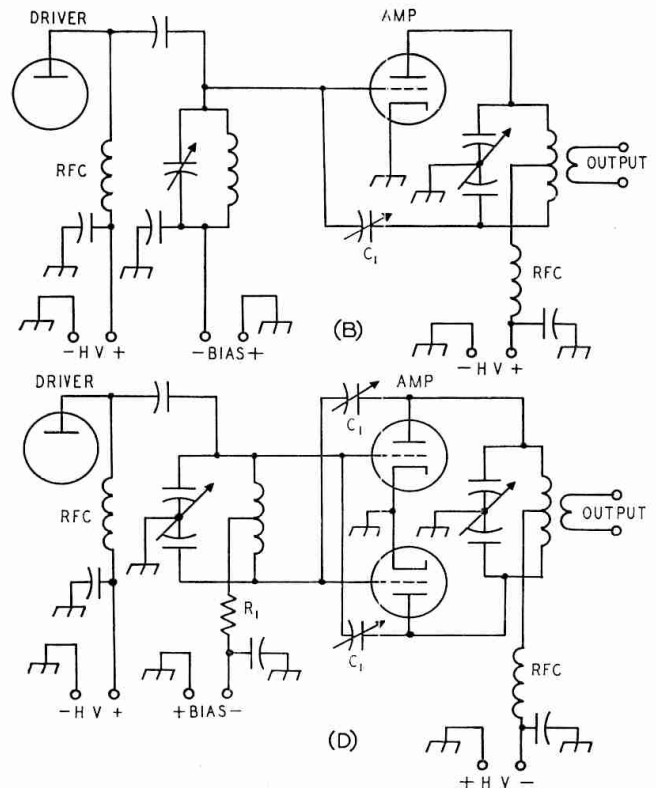 DRIVER
AMP
RFC
OUTPUT
C1
RFC
-HV+
-BIAS+
(B)
-HV+
DRIVER
C1
AMP
RFC
OUTPUT
R1
C1
RFC
-HV+
+BIAS-
(D)
+HV-